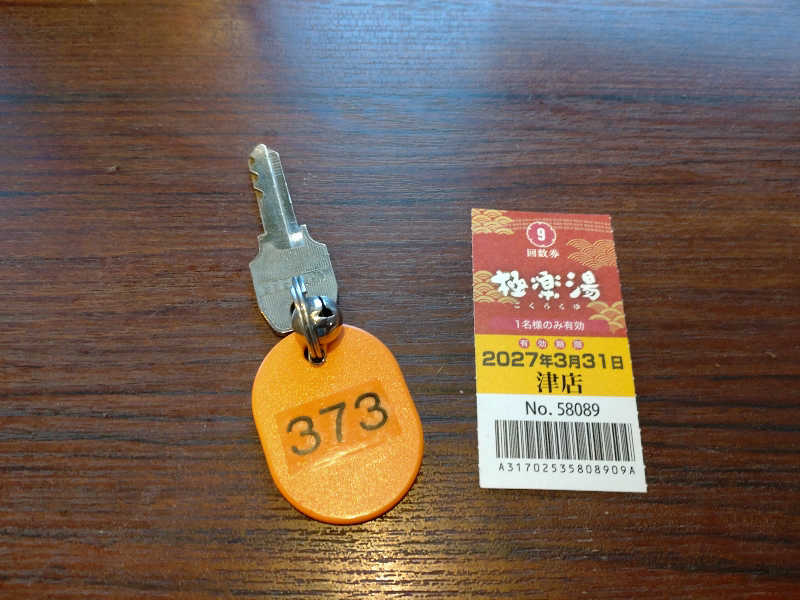 373
9
回数券
極楽湯
ごくらくゆ
1名様のみ有効
有効期限
2027年3月31日
津店
No. 58089
A31702535808909A